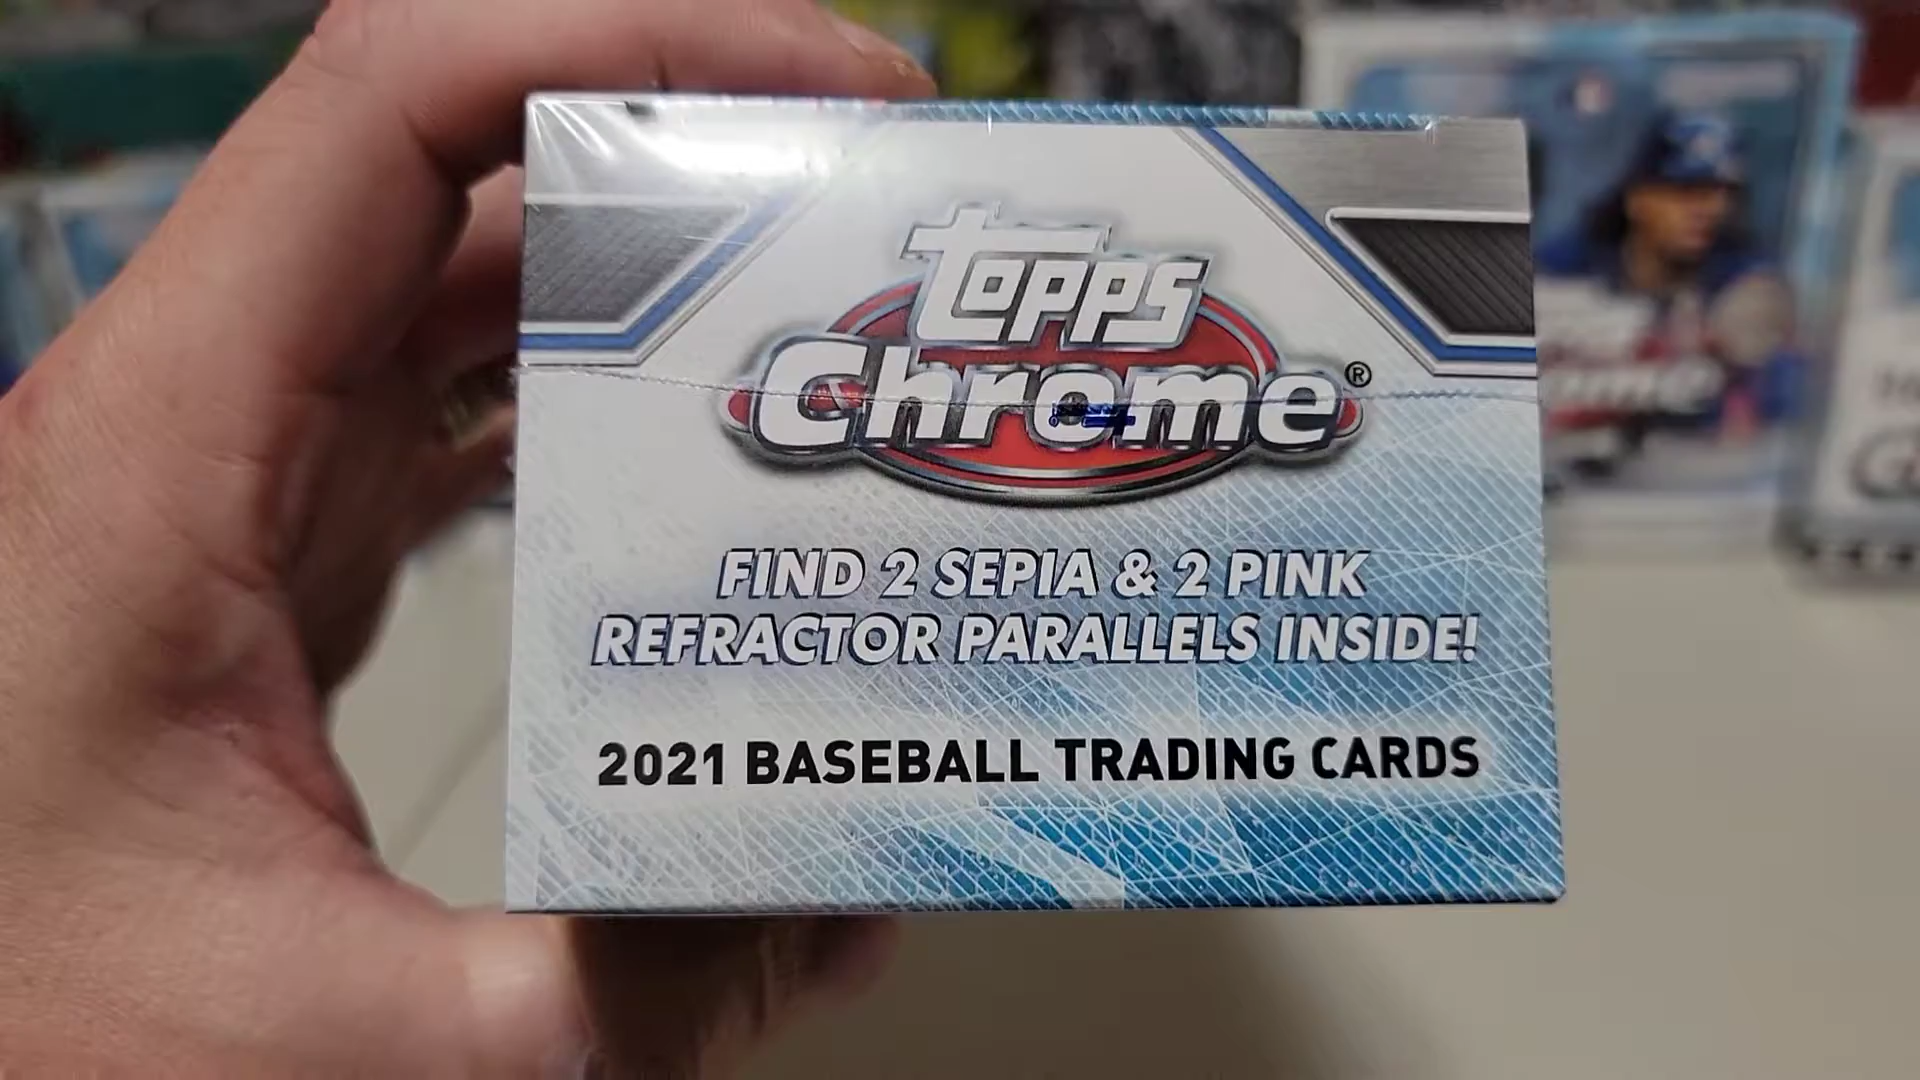 Topps
Chrome®
FIND 2 SEPIA & 2 PINK
REFRACTOR PARALLELS INSIDE!
2021 BASEBALL TRADING CARDS